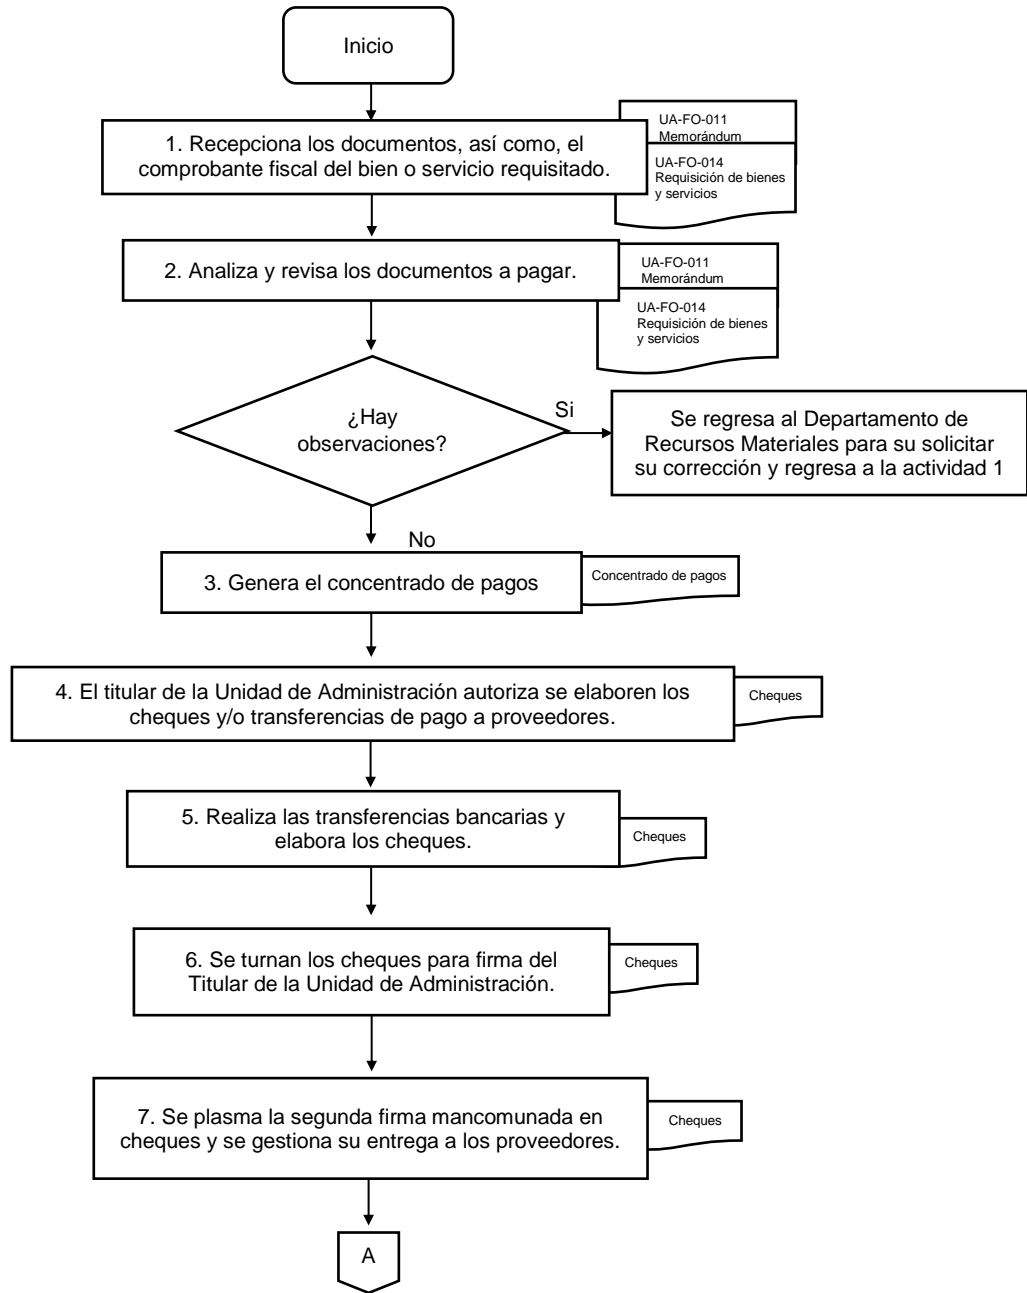 Inicio
1. Recepciona los documentos, así como, el
comprobante fiscal del bien o servicio requisitado.
UA-FO-011
Memorándum
UA-FO-014
Requisición de bienes
y servicios
2. Analiza y revisa los documentos a pagar.
UA-FO-011
Memorándum
UA-FO-014
Requisición de bienes
y servicios
¿Hay
observaciones?
Si
Se regresa al Departamento de
Recursos Materiales para su solicitar
su corrección y regresa a la actividad 1
No
3. Genera el concentrado de pagos
Concentrado de pagos
4. El titular de la Unidad de Administración autoriza se elaboren los
cheques y/o transferencias de pago a proveedores.
Cheques
5. Realiza las transferencias bancarias y
elabora los cheques.
Cheques
6. Se turnan los cheques para firma del
Titular de la Unidad de Administración.
Cheques
7. Se plasma la segunda firma mancomunada en
cheques y se gestiona su entrega a los proveedores.
Cheques
A